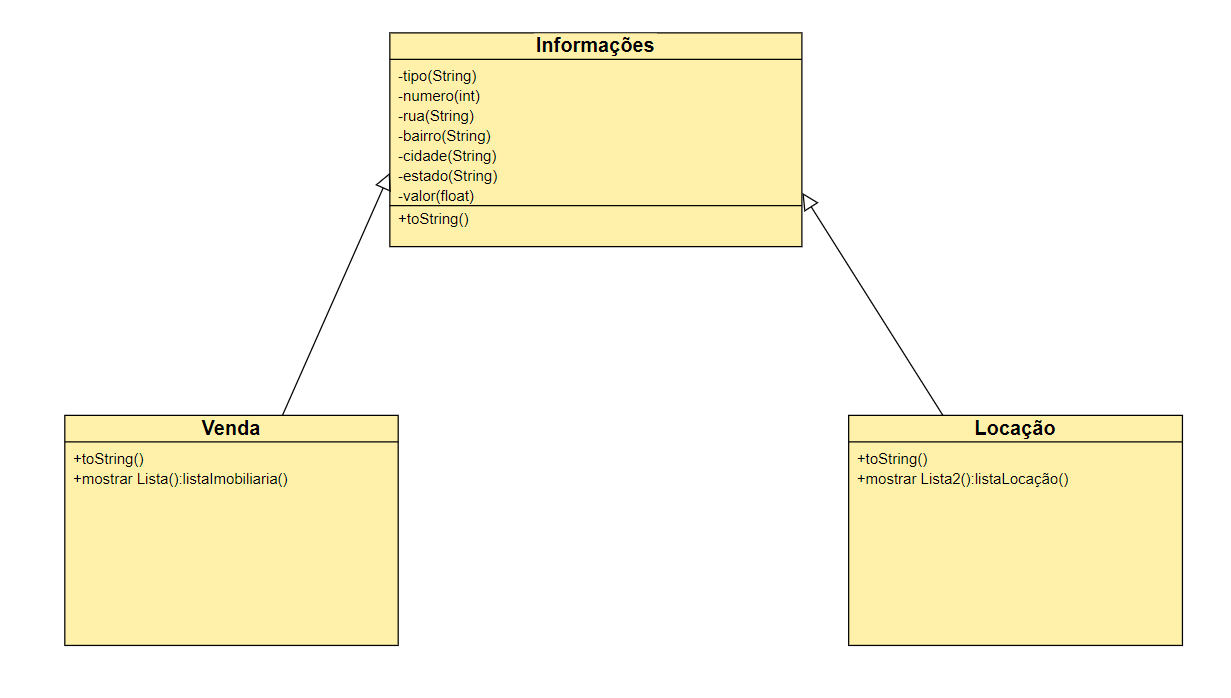 Informações
-tipo(String)
-numero(int)
-rua(String)
-bairro(String)
-cidade(String)
-estado(String)
-valor(float)
+toString()
Venda
+toString()
+mostrar Lista():listaImobiliaria()
Locação
+toString()
+mostrar Lista2():listaLocação()